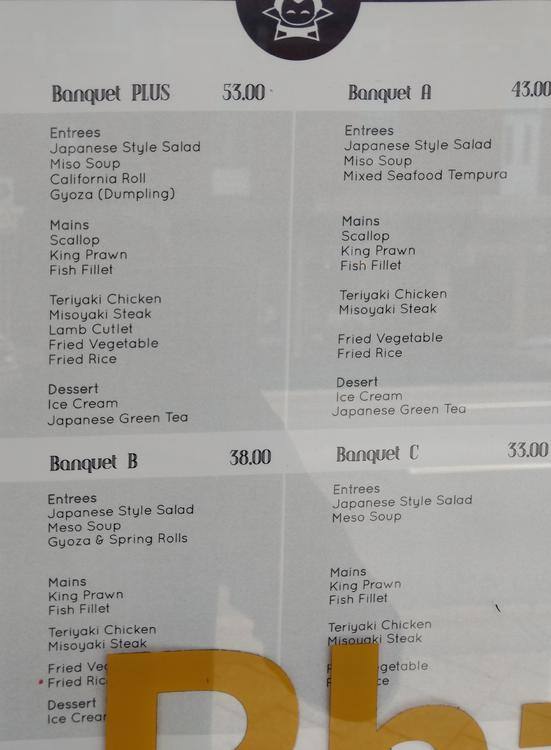 Banquet PLUS 53.00
Entrees
Japanese Style Salad
Miso Soup
California Roll
Gyoza (Dumpling)
Mains
Scallop
King Prawn
Fish Fillet
Teriyaki Chicken
Misoyaki Steak
Lamb Cutlet
Fried Vegetable
Fried Rice
Dessert
Ice Cream
Japanese Green Tea
Banquet A 43.00
Entrees
Japanese Style Salad
Miso Soup
Mixed Seafood Tempura
Mains
Scallop
King Prawn
Fish Fillet
Teriyaki Chicken
Misoyaki Steak
Fried Vegetable
Fried Rice
Desert
Ice Cream
Japanese Green Tea
Banquet B 38.00
Entrees
Japanese Style Salad
Meso Soup
Gyoza & Spring Rolls
Mains
King Prawn
Fish Fillet
Teriyaki Chicken
Misoyaki Steak
Fried
Fried
Dessert
Ice
Banquet C 33.00
Entrees
Japanese Style Salad
Meso Soup
Mains
King Prawn
Fish Fillet
Teriyaki Chicken
Misoyaki Steak